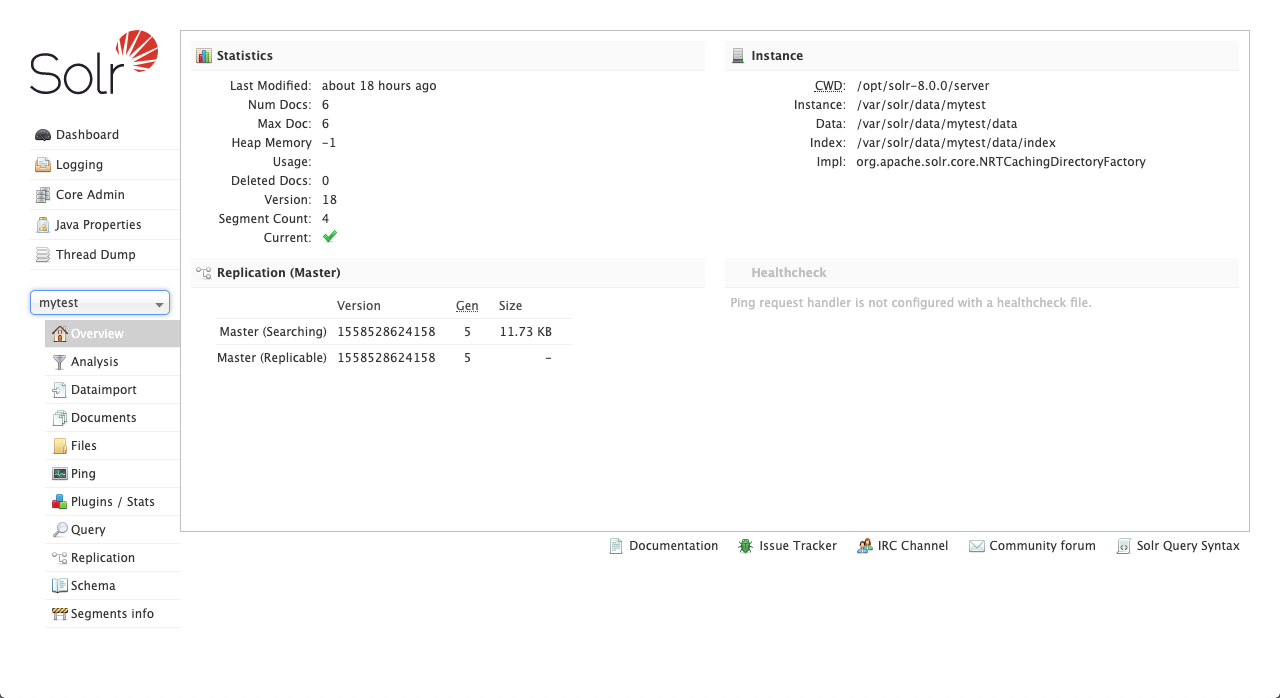 Solr
Dashboard
Logging
Core Admin
Java Properties
Thread Dump
mytest
Overview
Analysis
Dataimport
Documents
Files
Ping
Plugins / Stats
Query
Replication
Schema
Segments info
Statistics
Last Modified: about 18 hours ago
Num Docs: 6
Max Doc: 6
Heap Memory -1
Usage:
Deleted Docs: 0
Version: 18
Segment Count: 4
Current:
Instance
CWD: /opt/solr-8.0.0/server
Instance: /var/solr/data/mytest
Data: /var/solr/data/mytest/data
Index: /var/solr/data/mytest/data/index
Impl: org.apache.solr.core.NRTCachingDirectoryFactory
Replication (Master)
Version Gen Size
Master (Searching) 1558528624158 5 11.73 KB
Master (Replicable) 1558528624158 5 –
Healthcheck
Ping request handler is not configured with a healthcheck file.
Documentation Issue Tracker IRC Channel Community forum Solr Query Syntax